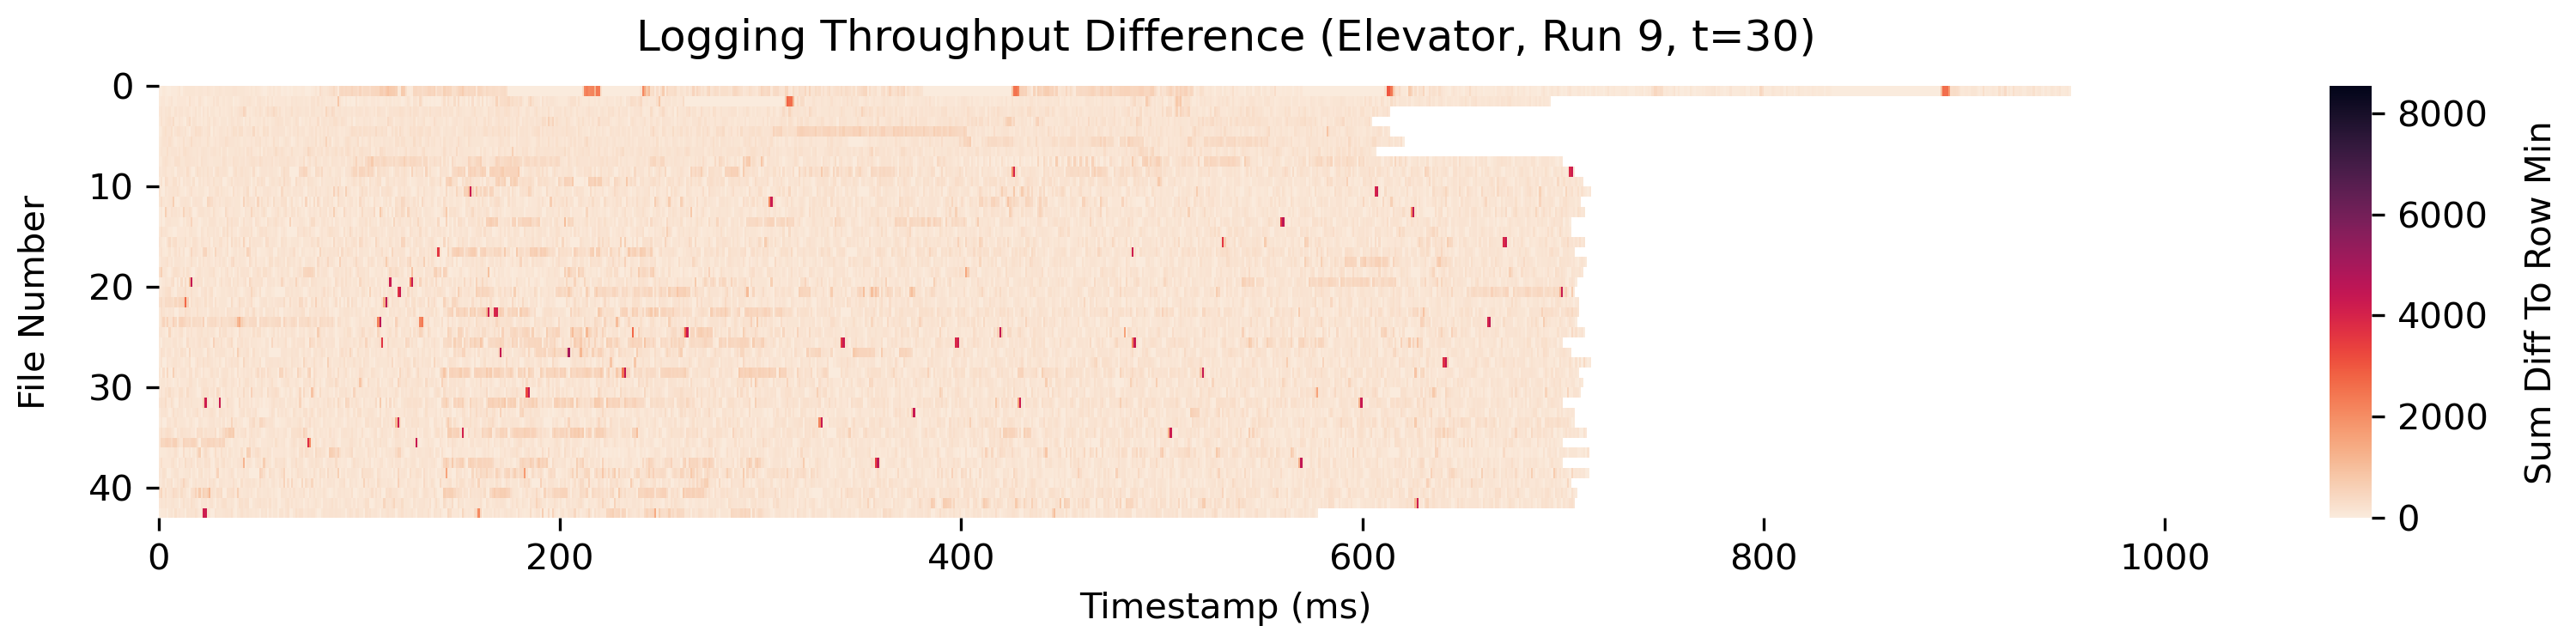 Logging Throughput Difference (Elevator, Run 9, t=30)
File Number
0
10
20
30
40
0 200 400 600 800 1000
Timestamp (ms)
8000
6000
4000
2000
0
Sum Diff To Row Min